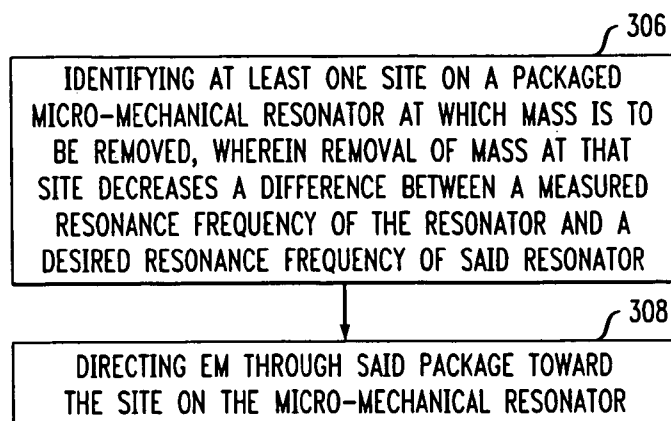 306
IDENTIFYING AT LEAST ONE SITE ON A PACKAGED
MICRO-MECHANICAL RESONATOR AT WHICH MASS IS TO
BE REMOVED, WHEREIN REMOVAL OF MASS AT THAT
SITE DECREASES A DIFFERENCE BETWEEN A MEASURED
RESONANCE FREQUENCY OF THE RESONATOR AND A
DESIRED RESONANCE FREQUENCY OF SAID RESONATOR
308
DIRECTING EM THROUGH SAID PACKAGE TOWARD
THE SITE ON THE MICRO-MECHANICAL RESONATOR